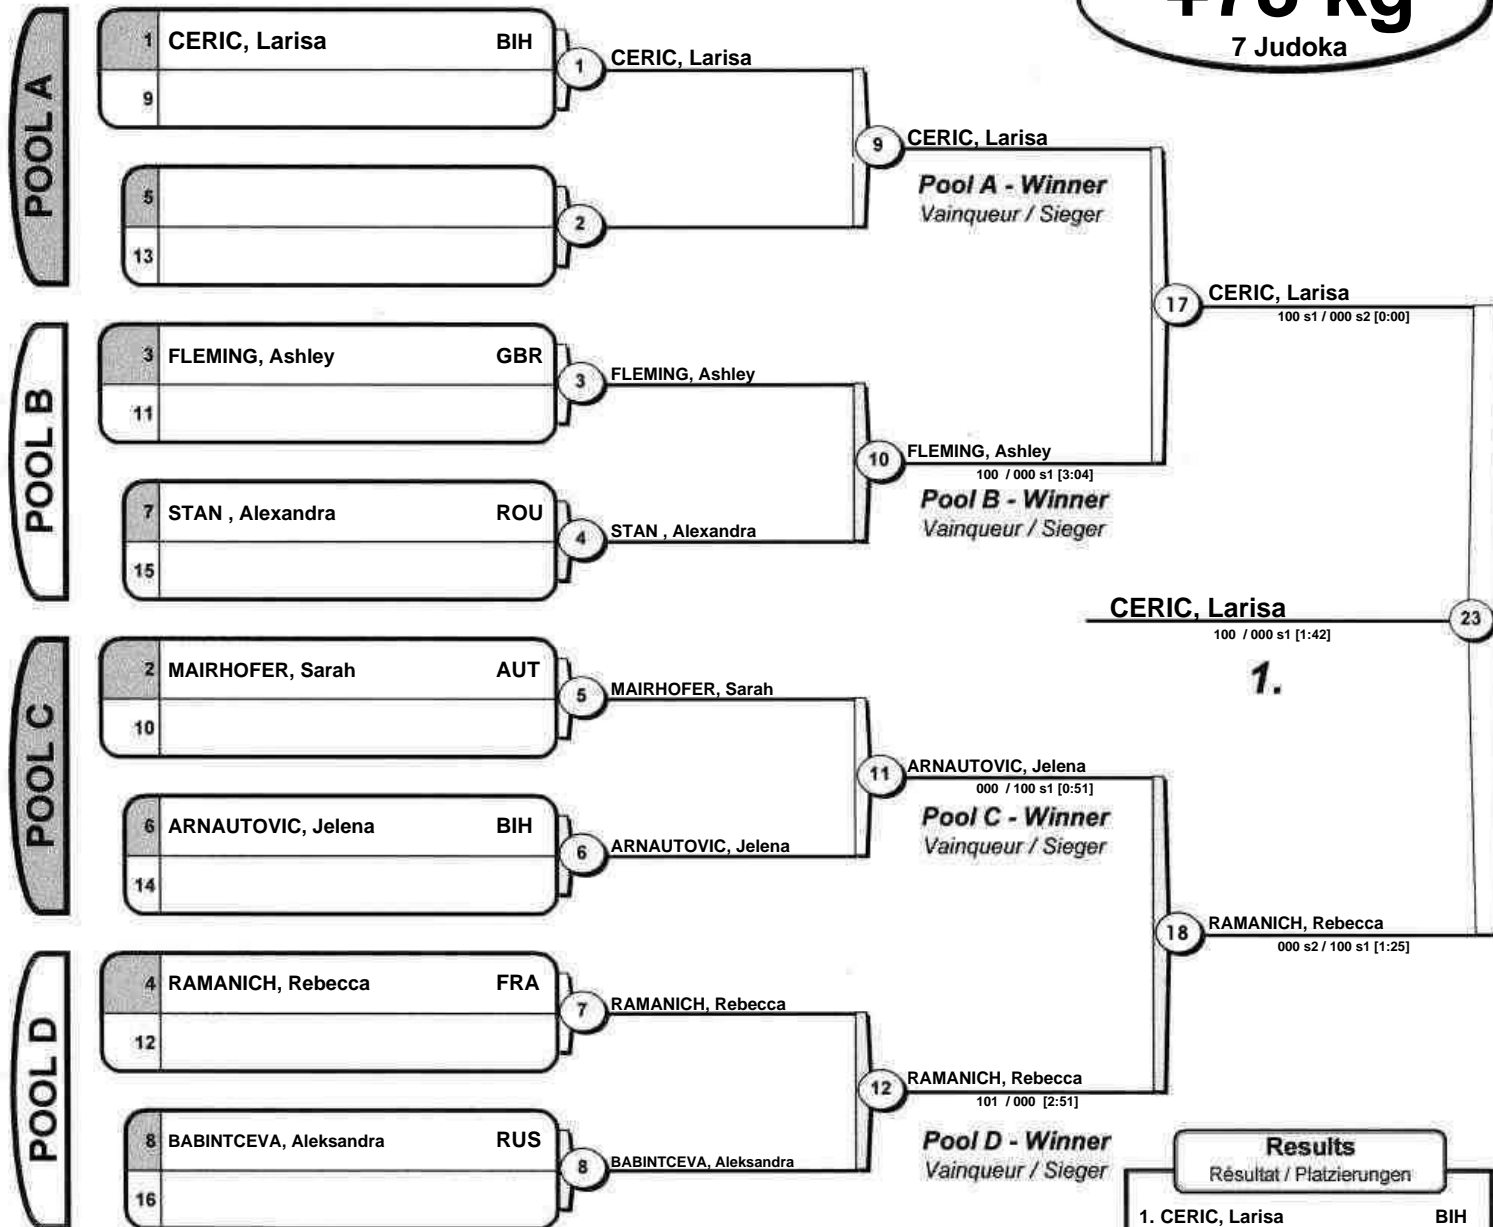 +78 kg
7 Judoka
POOL A
1 CERIC, Larisa BIH
9
1 CERIC, Larisa
5
13
2
9 CERIC, Larisa
Pool A - Winner
Vainqueur / Sieger
17 CERIC, Larisa
100 s1 / 000 s2 [0:00]
POOL B
3 FLEMING, Ashley GBR
11
3 FLEMING, Ashley
7 STAN , Alexandra ROU
15
4 STAN , Alexandra
10 FLEMING, Ashley
100 / 000 s1 [3:04]
Pool B - Winner
Vainqueur / Sieger
CERIC, Larisa 23
100 / 000 s1 [1:42]
1.
POOL C
2 MAIRHOFER, Sarah AUT
10
5 MAIRHOFER, Sarah
6 ARNAUTOVIC, Jelena BIH
14
6 ARNAUTOVIC, Jelena
11 ARNAUTOVIC, Jelena
000 / 100 s1 [0:51]
Pool C - Winner
Vainqueur / Sieger
18 RAMANICH, Rebecca
000 s2 / 100 s1 [1:25]
POOL D
4 RAMANICH, Rebecca FRA
12
7 RAMANICH, Rebecca
8 BABINTCEVA, Aleksandra RUS
16
8 BABINTCEVA, Aleksandra
12 RAMANICH, Rebecca
101 / 000 [2:51]
Pool D - Winner
Vainqueur / Sieger
Results
Résultat / Platzierungen
1. CERIC, Larisa BIH